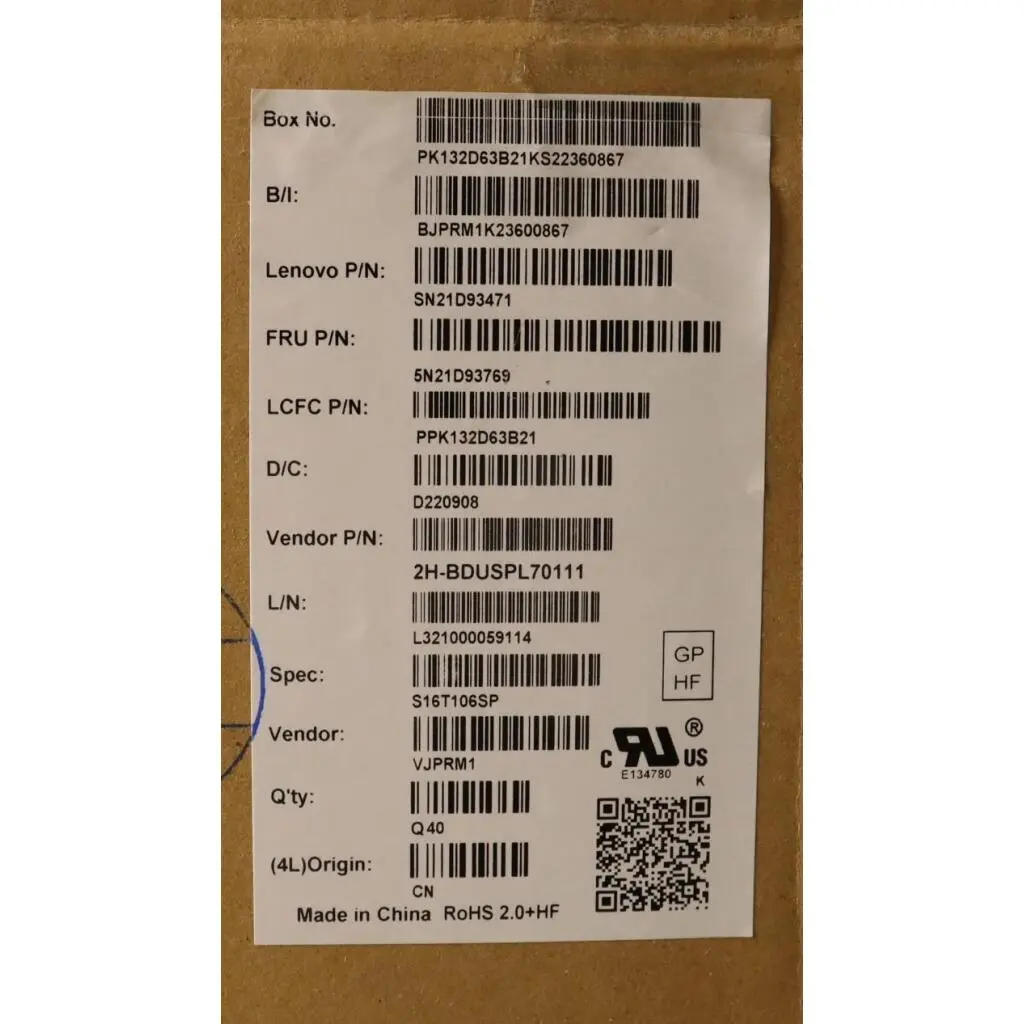 Box No.
PK132D63B21KS22360867
B/I:
BJPRM1K23600867
Lenovo P/N:
SN21D93471
FRU P/N:
5N21D93769
LCFC P/N:
PPK132D63B21
D/C:
D220908
Vendor P/N:
2H-BDUSPL70111
L/N:
L321000059114
GP
HF
Spec:
S16T106SP
Vendor:
VJPRM1
C RU US ®
E134780
K
Q'ty:
Q40
(4L)Origin:
CN
Made in China RoHS 2.0+HF